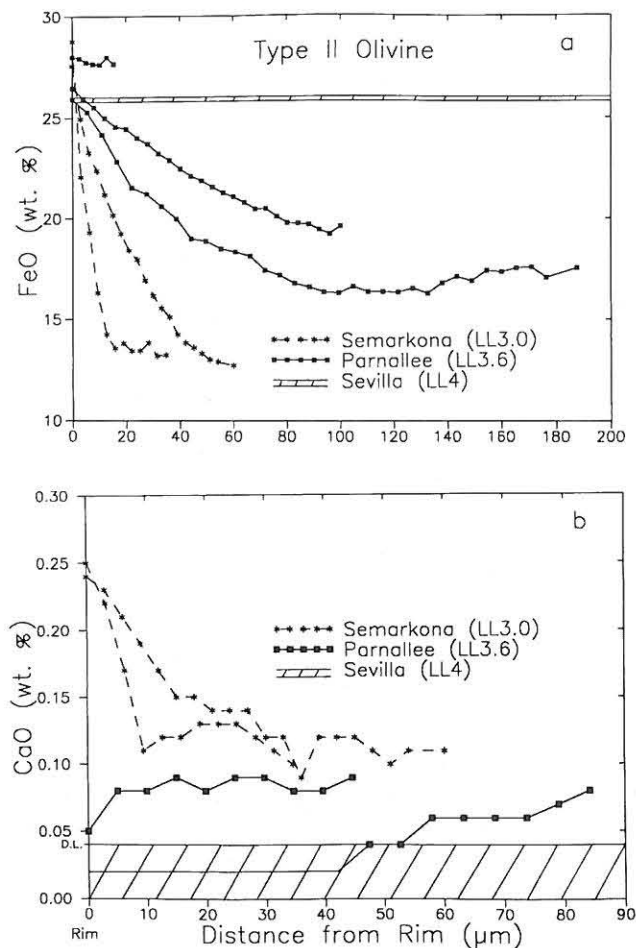 Type II Olivine
a
30
25
20
15
10
FeO (wt. %)
Semarkona (LL3.0)
Parnallee (LL3.6)
Sevilla (LL4)
0 20 40 60 80 100 120 140 160 180 200
b
0.30
0.25
0.20
0.15
0.10
0.05
D.L.
0.00
CaO (wt. %)
Semarkona (LL3.0)
Parnallee (LL3.6)
Sevilla (LL4)
0 10 20 30 40 50 60 70 80 90
Rim
Distance from Rim (μm)